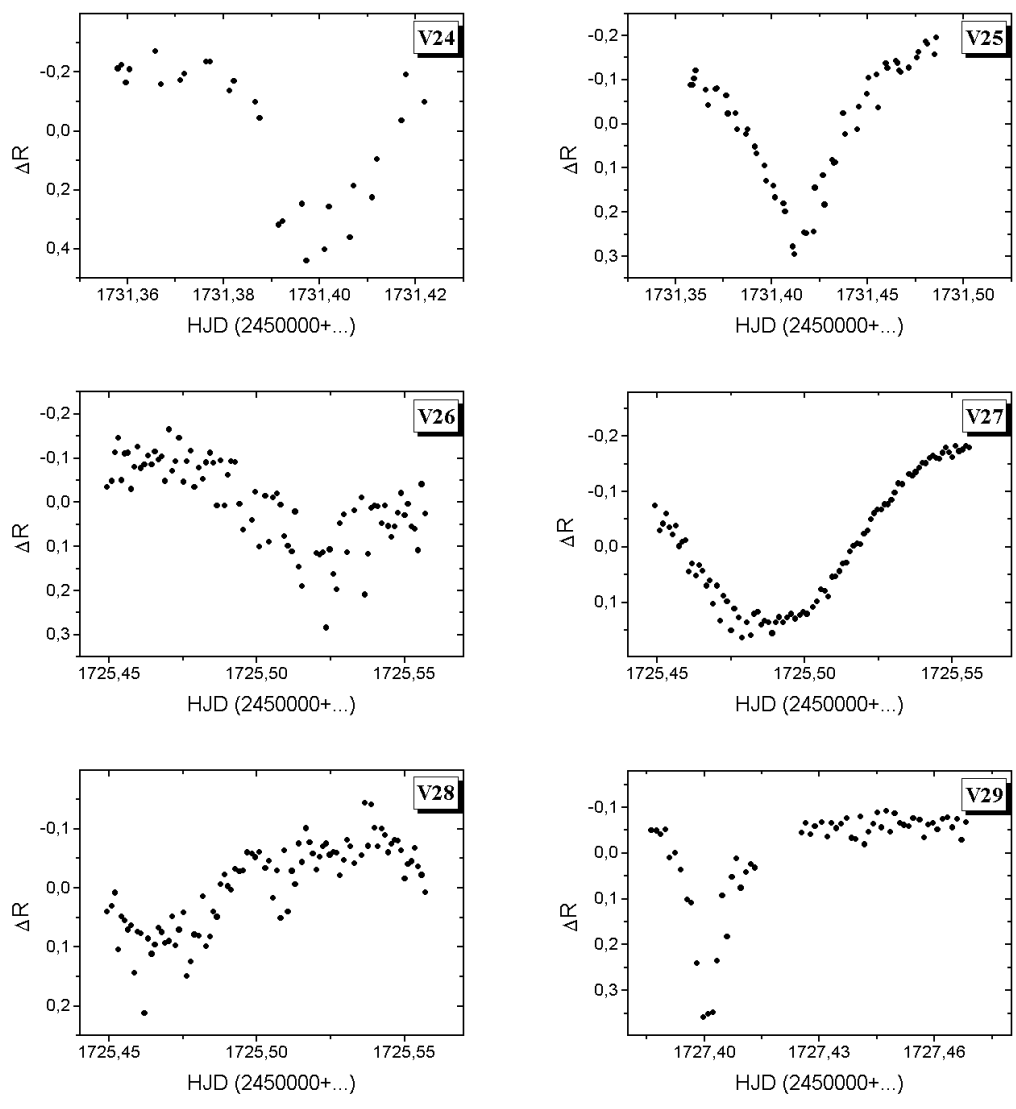 V24
-0,2
0,0
0,2
0,4
ΔR
1731,36
1731,38
1731,40
1731,42
HJD (2450000+...)
V25
-0,2
-0,1
0,0
0,1
0,2
0,3
ΔR
1731,35
1731,40
1731,45
1731,50
HJD (2450000+...)
V26
-0,2
-0,1
0,0
0,1
0,2
0,3
ΔR
1725,45
1725,50
1725,55
HJD (2450000+...)
V27
-0,2
-0,1
0,0
0,1
ΔR
1725,45
1725,50
1725,55
HJD (2450000+...)
V28
-0,1
0,0
0,1
0,2
ΔR
1725,45
1725,50
1725,55
HJD (2450000+...)
V29
-0,1
0,0
0,1
0,2
0,3
ΔR
1727,40
1727,43
1727,46
HJD (2450000+...)